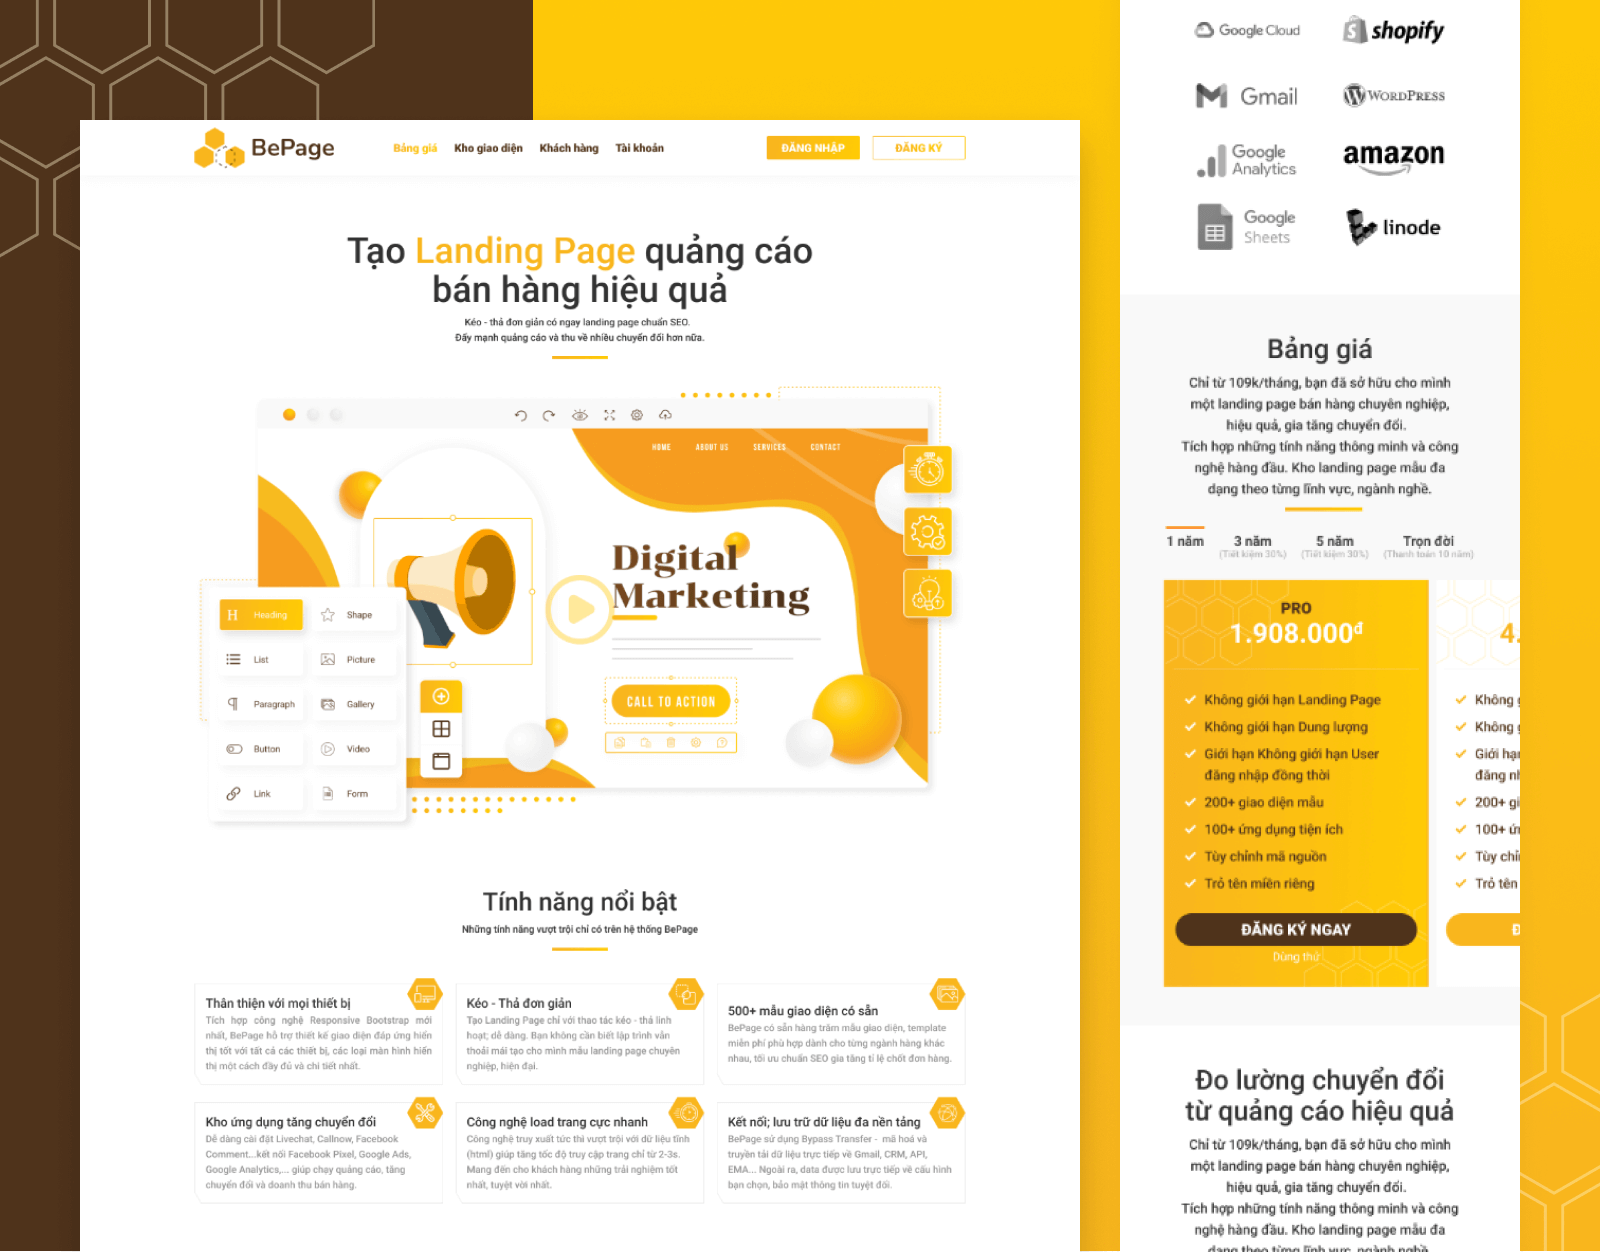 BePage
Bảng giá
Kho giao diện
Khách hàng
Tài khoản
ĐĂNG NHẬP
ĐĂNG KÝ
Tạo Landing Page quảng cáo
bán hàng hiệu quả
Kéo - thả đơn giản có ngay landing page chuẩn SEO.
Đẩy mạnh quảng cáo và thu về nhiều chuyển đổi hơn nữa.
HOME
ABOUT US
SERVICES
CONTACT
Digital
Marketing
CALL TO ACTION
H Heading
Shape
List
Picture
Paragraph
Gallery
Button
Video
Link
Form
Tính năng nổi bật
Những tính năng vượt trội chỉ có trên hệ thống BePage
Thân thiện với mọi thiết bị
Tích hợp công nghệ Responsive Bootstrap mới
nhất, BePage hỗ trợ thiết kế giao diện đáp ứng hiển
thị tốt với tất cả các thiết bị, các loại màn hình hiển
thị một cách đầy đủ và chi tiết nhất.
Kéo - Thả đơn giản
Tạo Landing Page chỉ với thao tác kéo - thả linh
hoạt; dễ dàng. Bạn không cần biết lập trình vẫn
thoải mái tạo cho mình mẫu landing page chuyên
nghiệp, hiện đại.
500+ mẫu giao diện có sẵn
BePage có sẵn hàng trăm mẫu giao diện, template
miễn phí phù hợp dành cho từng ngành hàng khác
nhau, tối ưu chuẩn SEO gia tăng tỉ lệ chốt đơn hàng.
Kho ứng dụng tăng chuyển đổi
Dễ dàng cài đặt Livechat, Callnow, Facebook
Comment...kết nối Facebook Pixel, Google Ads,
Google Analytics,... giúp chạy quảng cáo, tăng
chuyển đổi và doanh thu bán hàng.
Công nghệ load trang cực nhanh
Công nghệ truy xuất tức thì vượt trội với dữ liệu tĩnh
(html) giúp tăng tốc độ truy cập trang chỉ từ 2-3s.
Mang đến cho khách hàng những trải nghiệm tốt
nhất, tuyệt vời nhất.
Kết nối; lưu trữ dữ liệu đa nền tảng
BePage sử dụng Bypass Transfer - mã hoá và
truyền tải dữ liệu trực tiếp về Gmail, CRM, API,
EMA... Ngoài ra, data được lưu trực tiếp về cấu hình
bạn chọn, bảo mật thông tin tuyệt đối.
Google Cloud
shopify
Gmail
WORDPRESS
Google
Analytics
amazon
Google
Sheets
linode
Bảng giá
Chỉ từ 109k/tháng, bạn đã sở hữu cho mình
một landing page bán hàng chuyên nghiệp,
hiệu quả, gia tăng chuyển đổi.
Tích hợp những tính năng thông minh và công
nghệ hàng đầu. Kho landing page mẫu đa
dạng theo từng lĩnh vực, ngành nghề.
1 năm
3 năm
(Tiết kiệm 30%)
5 năm
(Tiết kiệm 30%)
Trọn đời
(Thanh toán 10 năm)
PRO
1.908.000đ
Không giới hạn Landing Page
Không giới hạn Dung lượng
Giới hạn Không giới hạn User
đăng nhập đồng thời
200+ giao diện mẫu
100+ ứng dụng tiện ích
Tùy chỉnh mã nguồn
Trỏ tên miền riêng
ĐĂNG KÝ NGAY
Dùng thử
4.
Không
Không
Giới
200+
100+
Tùy
Trỏ tên
Đo lường chuyển đổi
từ quảng cáo hiệu quả
Chỉ từ 109k/tháng, bạn đã sở hữu cho mình
một landing page bán hàng chuyên nghiệp,
hiệu quả, gia tăng chuyển đổi.
Tích hợp những tính năng thông minh và công
nghệ hàng đầu. Kho landing page mẫu đa
dạng theo từng lĩnh vực, ngành nghề